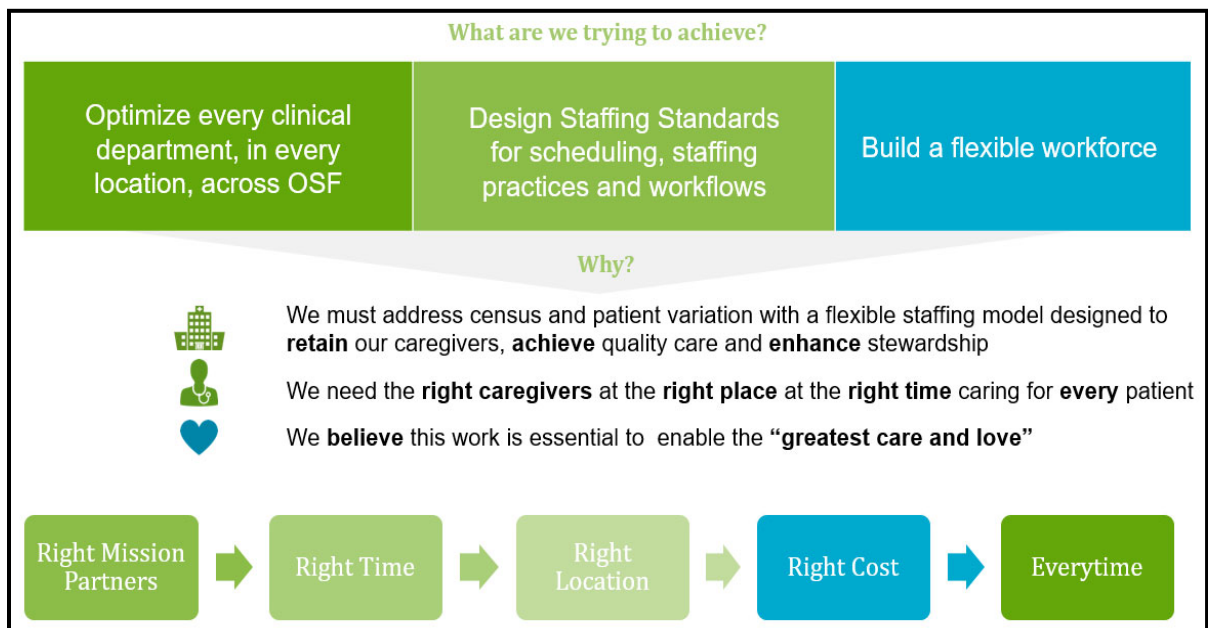 What are we trying to achieve?
Optimize every clinical
department, in every
location, across OSF
Design Staffing Standards
for scheduling, staffing
practices and workflows
Build a flexible workforce
Why?
We must address census and patient variation with a flexible staffing model designed to
retain our caregivers, achieve quality care and enhance stewardship
We need the right caregivers at the right place at the right time caring for every patient
We believe this work is essential to enable the “greatest care and love”
Right Mission
Partners
Right Time
Right
Location
Right Cost
Everytime